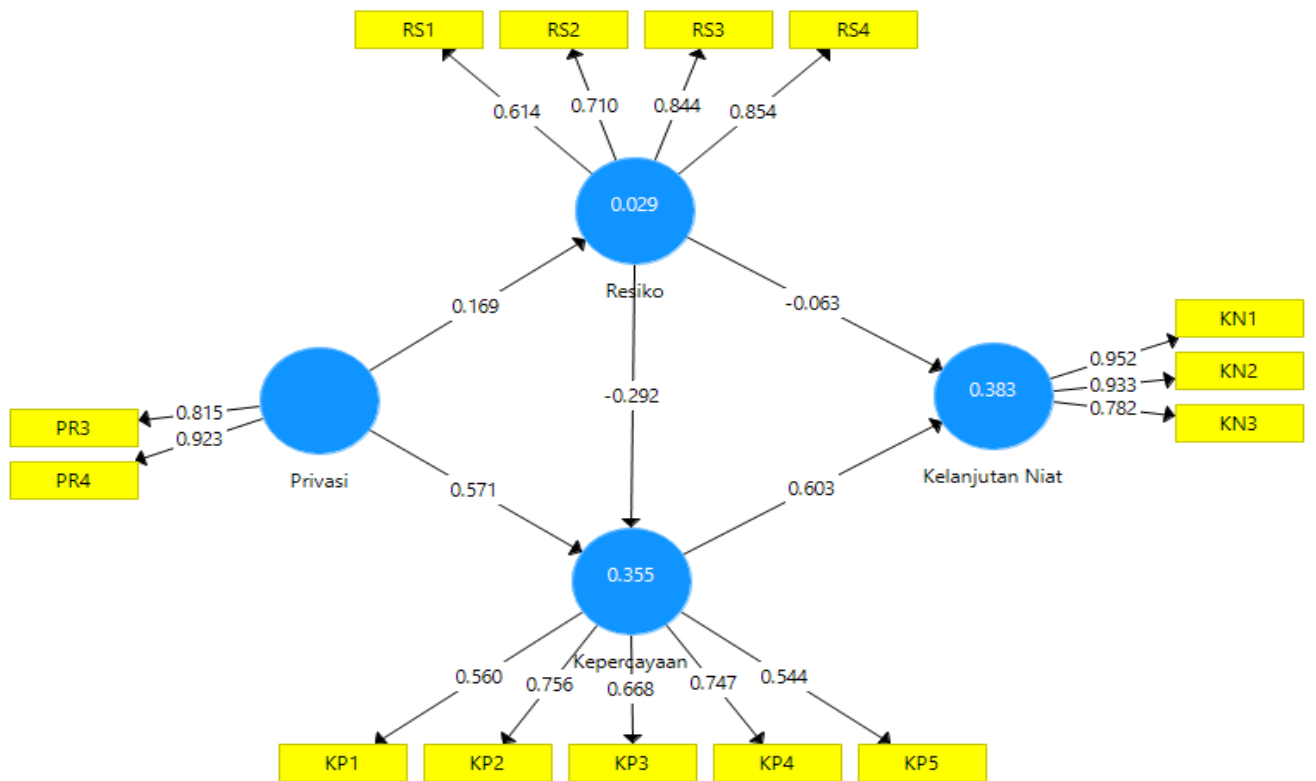 RS1 RS2 RS3 RS4
0.614 0.710 0.844 0.854
0.029
Resiko
0.169 -0.063
-0.292
KN1
0.952
KN2
0.933
KN3
0.782
0.383
Kelanjutan Niat
PR3
0.815
PR4
0.923
Privasi
0.571 0.603
0.355
Kepercayaan
0.560 0.756 0.668 0.747 0.544
KP1 KP2 KP3 KP4 KP5